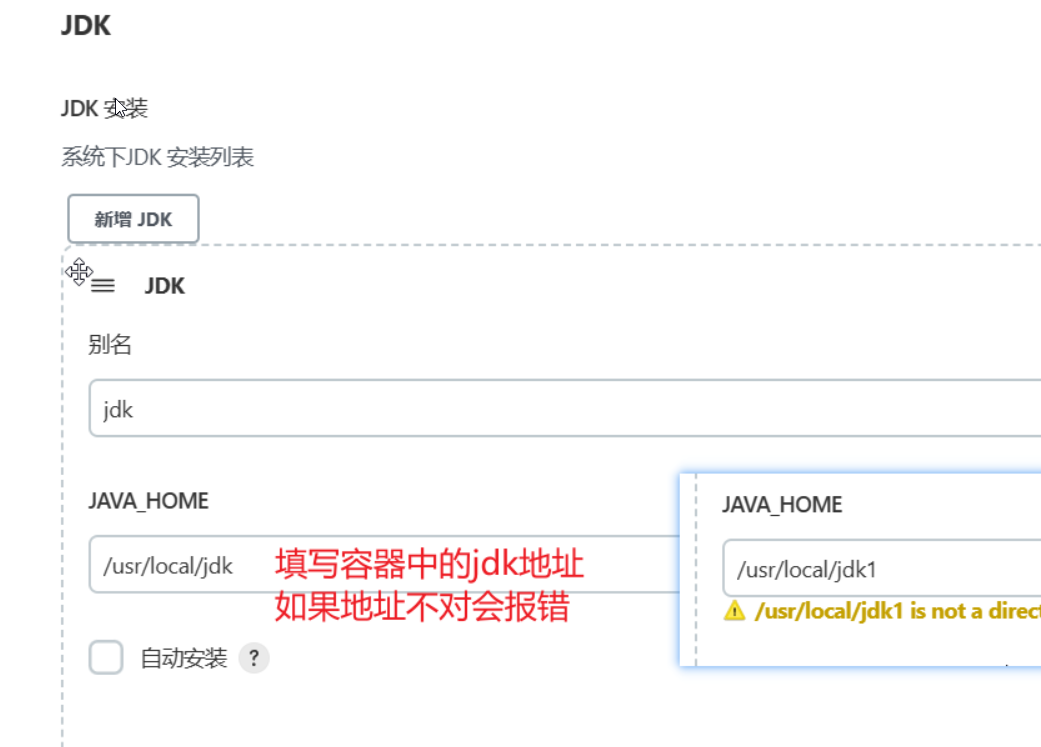 JDK
JDK 安装
系统下JDK 安装列表
新增 JDK
JDK
别名
jdk
JAVA_HOME
/usr/local/jdk
填写容器中的jdk地址
如果地址不对会报错
自动安装 ?
JAVA_HOME
/usr/local/jdk1
/usr/local/jdk1 is not a direct